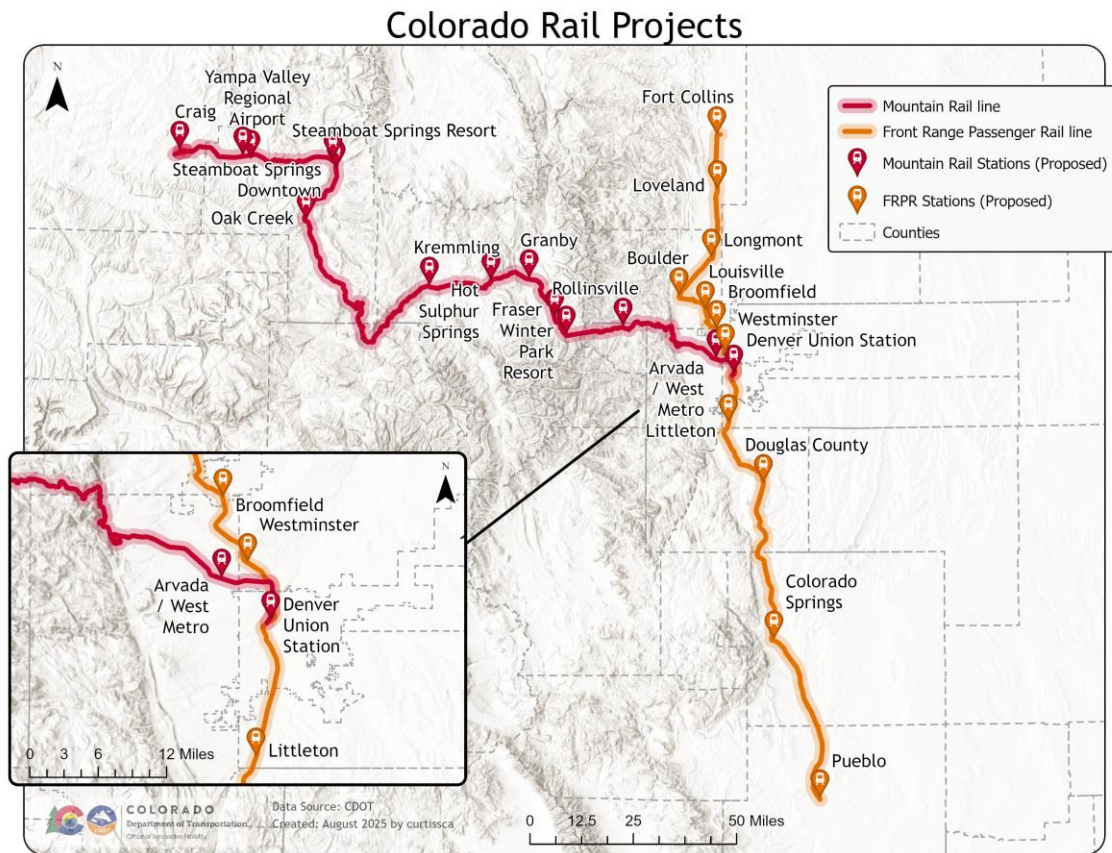 Colorado Rail Projects
N
Yampa Valley
Regional
Airport
Craig
Steamboat Springs Resort
Steamboat Springs
Downtown
Oak Creek
Kremmling
Granby
Hot
Sulphur
Springs
Rollinsville
Fraser
Winter
Park
Resort
Fort Collins
Loveland
Longmont
Boulder
Louisville
Broomfield
Westminster
Denver Union Station
Arvada
/ West
Metro
Littleton
Douglas County
Colorado
Springs
Pueblo
Mountain Rail line
Front Range Passenger Rail line
Mountain Rail Stations (Proposed)
FRPR Stations (Proposed)
Counties
N
Broomfield
Westminster
Arvada
/ West
Metro
Denver
Union
Station
Littleton
0 3 6 12 Miles
COLORADO
Department of Transportation
Office of Innovative Mobility
Data Source: CDOT
Created: August 2025 by curtissca
0 12.5 25 50 Miles